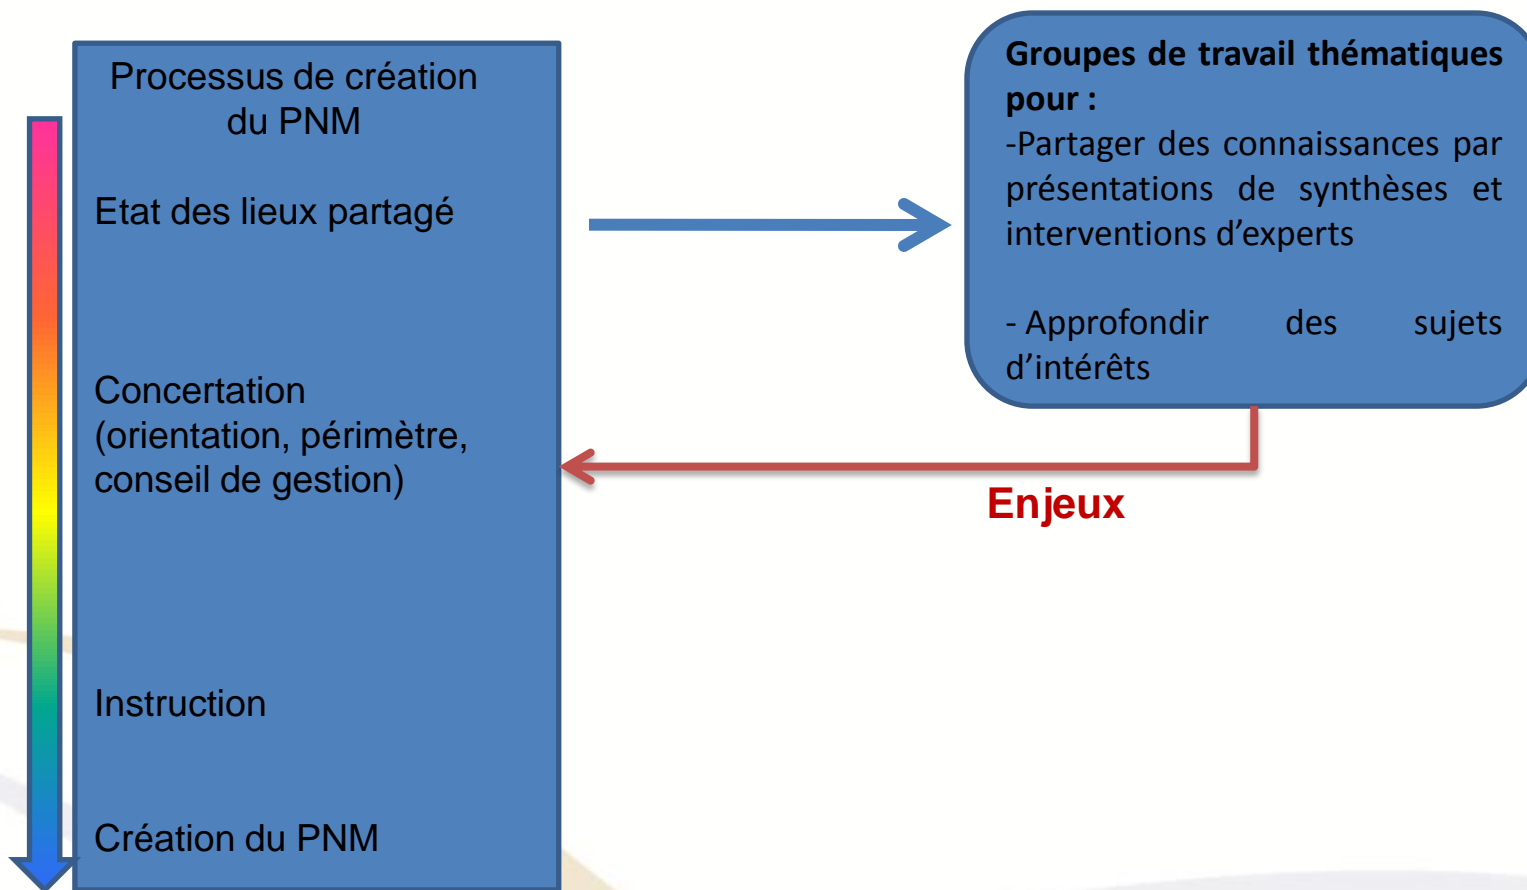 Processus de création
du PNM
Etat des lieux partagé
Concertation
(orientation, périmètre,
conseil de gestion)
Instruction
Création du PNM
Groupes de travail thématiques
pour :
-Partager des connaissances par
présentations de synthèses et
interventions d’experts
- Approfondir des sujets
d’intérêts
Enjeux